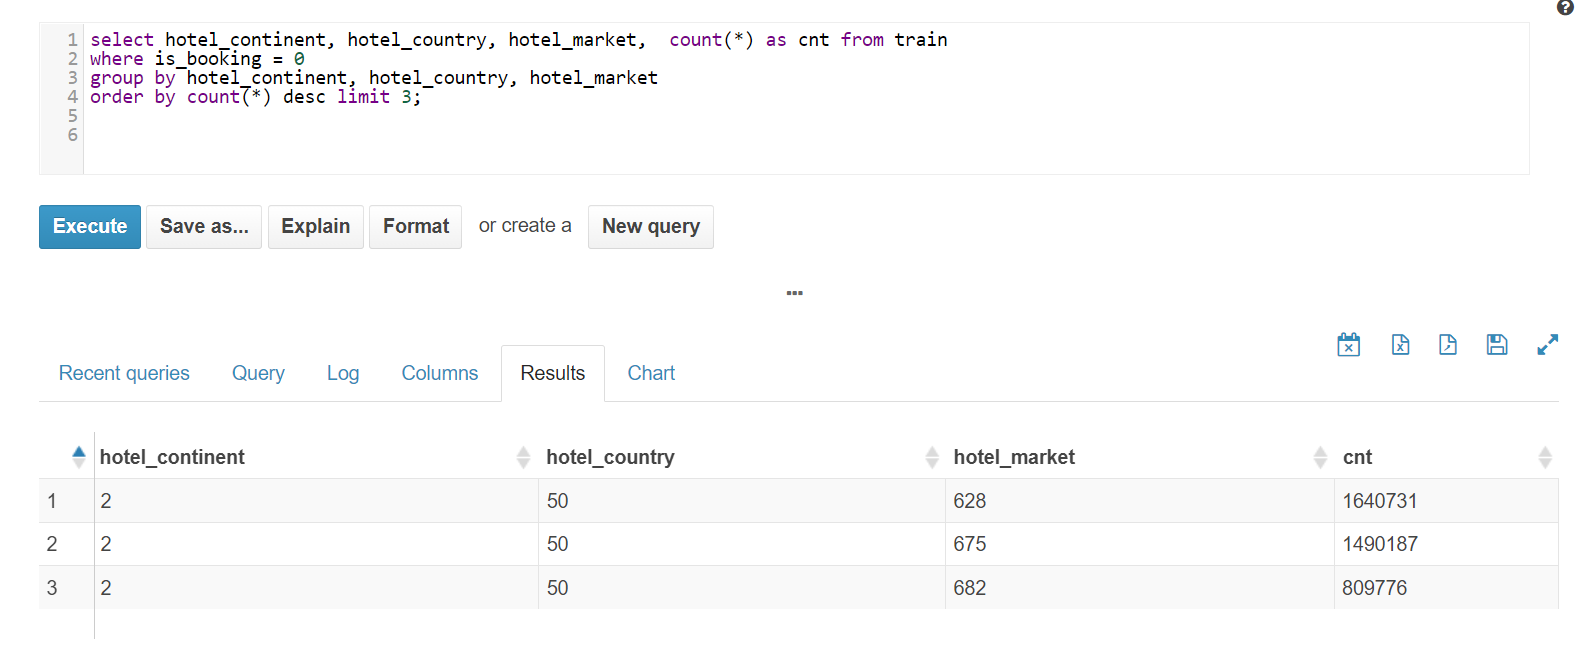 ?
1 select hotel_continent, hotel_country, hotel_market,  count(*) as cnt from train
2 where is_booking = 0
3 group by hotel_continent, hotel_country, hotel_market
4 order by count(*) desc limit 3;
5
6
Execute Save as... Explain Format or create a New query
Recent queries Query Log Columns Results Chart
hotel_continent hotel_country hotel_market cnt
1 2 50 628 1640731
2 2 50 675 1490187
3 2 50 682 809776